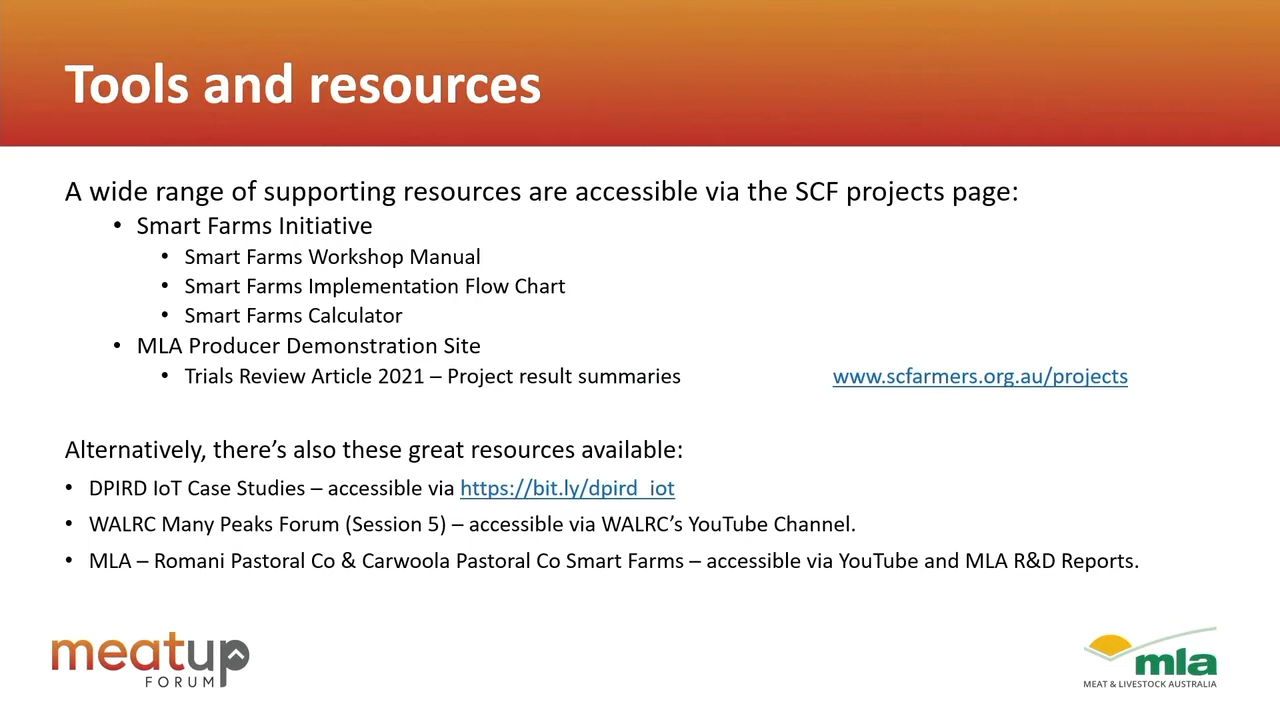 Tools and resources
A wide range of supporting resources are accessible via the SCF projects page:
• Smart Farms Initiative
• Smart Farms Workshop Manual
• Smart Farms Implementation Flow Chart
• Smart Farms Calculator
• MLA Producer Demonstration Site
• Trials Review Article 2021 – Project result summaries www.scfarmers.org.au/projects
Alternatively, there’s also these great resources available:
• DPIRD IoT Case Studies – accessible via https://bit.ly/dpird_iot
• WALRC Many Peaks Forum (Session 5) – accessible via WALRC’s YouTube Channel.
• MLA – Romani Pastoral Co & Carwoola Pastoral Co Smart Farms – accessible via YouTube and MLA R&D Reports.
meatup
FORUM
mla
MEAT & LIVESTOCK AUSTRALIA